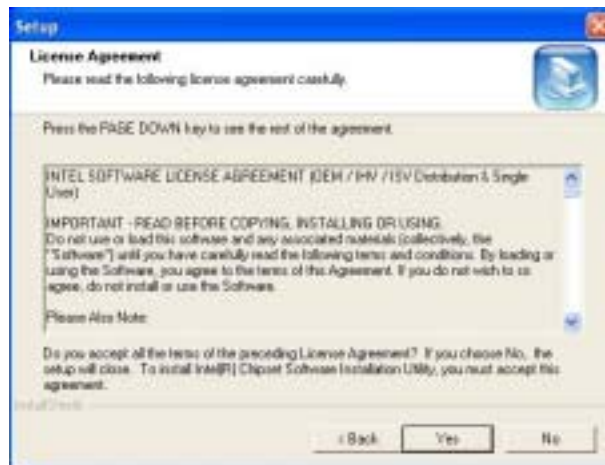 Setup
License Agreement
Please read the following license agreement carefully.
Press the PAGE DOWN key to see the rest of the agreement.
INTEL SOFTWARE LICENSE AGREEMENT (OEM / IHV / ISV Distribution & Single
User)
IMPORTANT - READ BEFORE COPYING, INSTALLING OR USING.
Do not use or load this software and any associated materials (collectively, the
"Software") until you have carefully read the following terms and conditions. By loading or
using the Software, you agree to the terms of this Agreement. If you do not wish to so
agree, do not install or use the Software.
Please Also Note:
Do you accept all the terms of the preceding License Agreement? If you choose No, the
setup will close. To install Intel(R) Chipset Software Installation Utility, you must accept this
agreement.
InstallShield
< Back
Yes
No